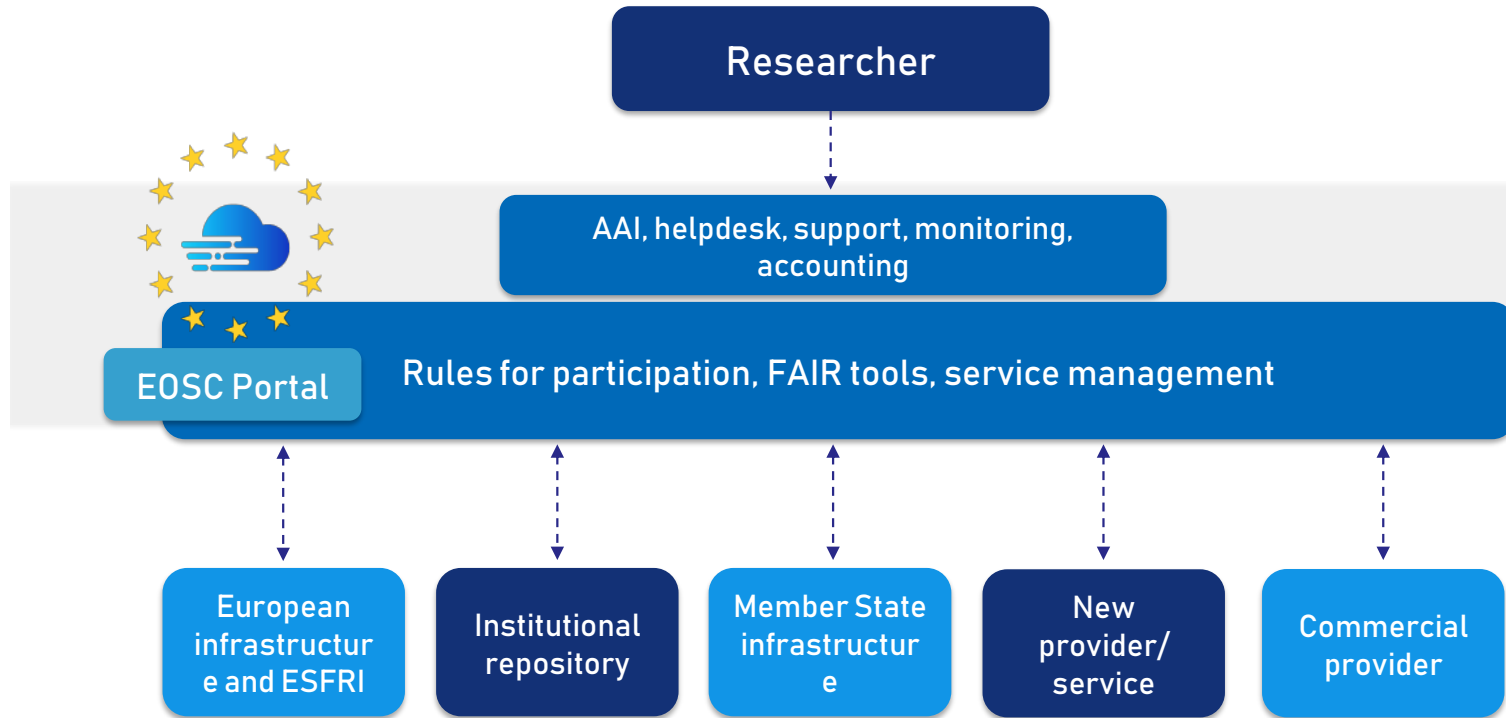 Researcher
AAI, helpdesk, support, monitoring,
accounting
EOSC Portal
Rules for participation, FAIR tools, service management
European
infrastructur
e and ESFRI
Institutional
repository
Member State
infrastructur
e
New
provider/
service
Commercial
provider